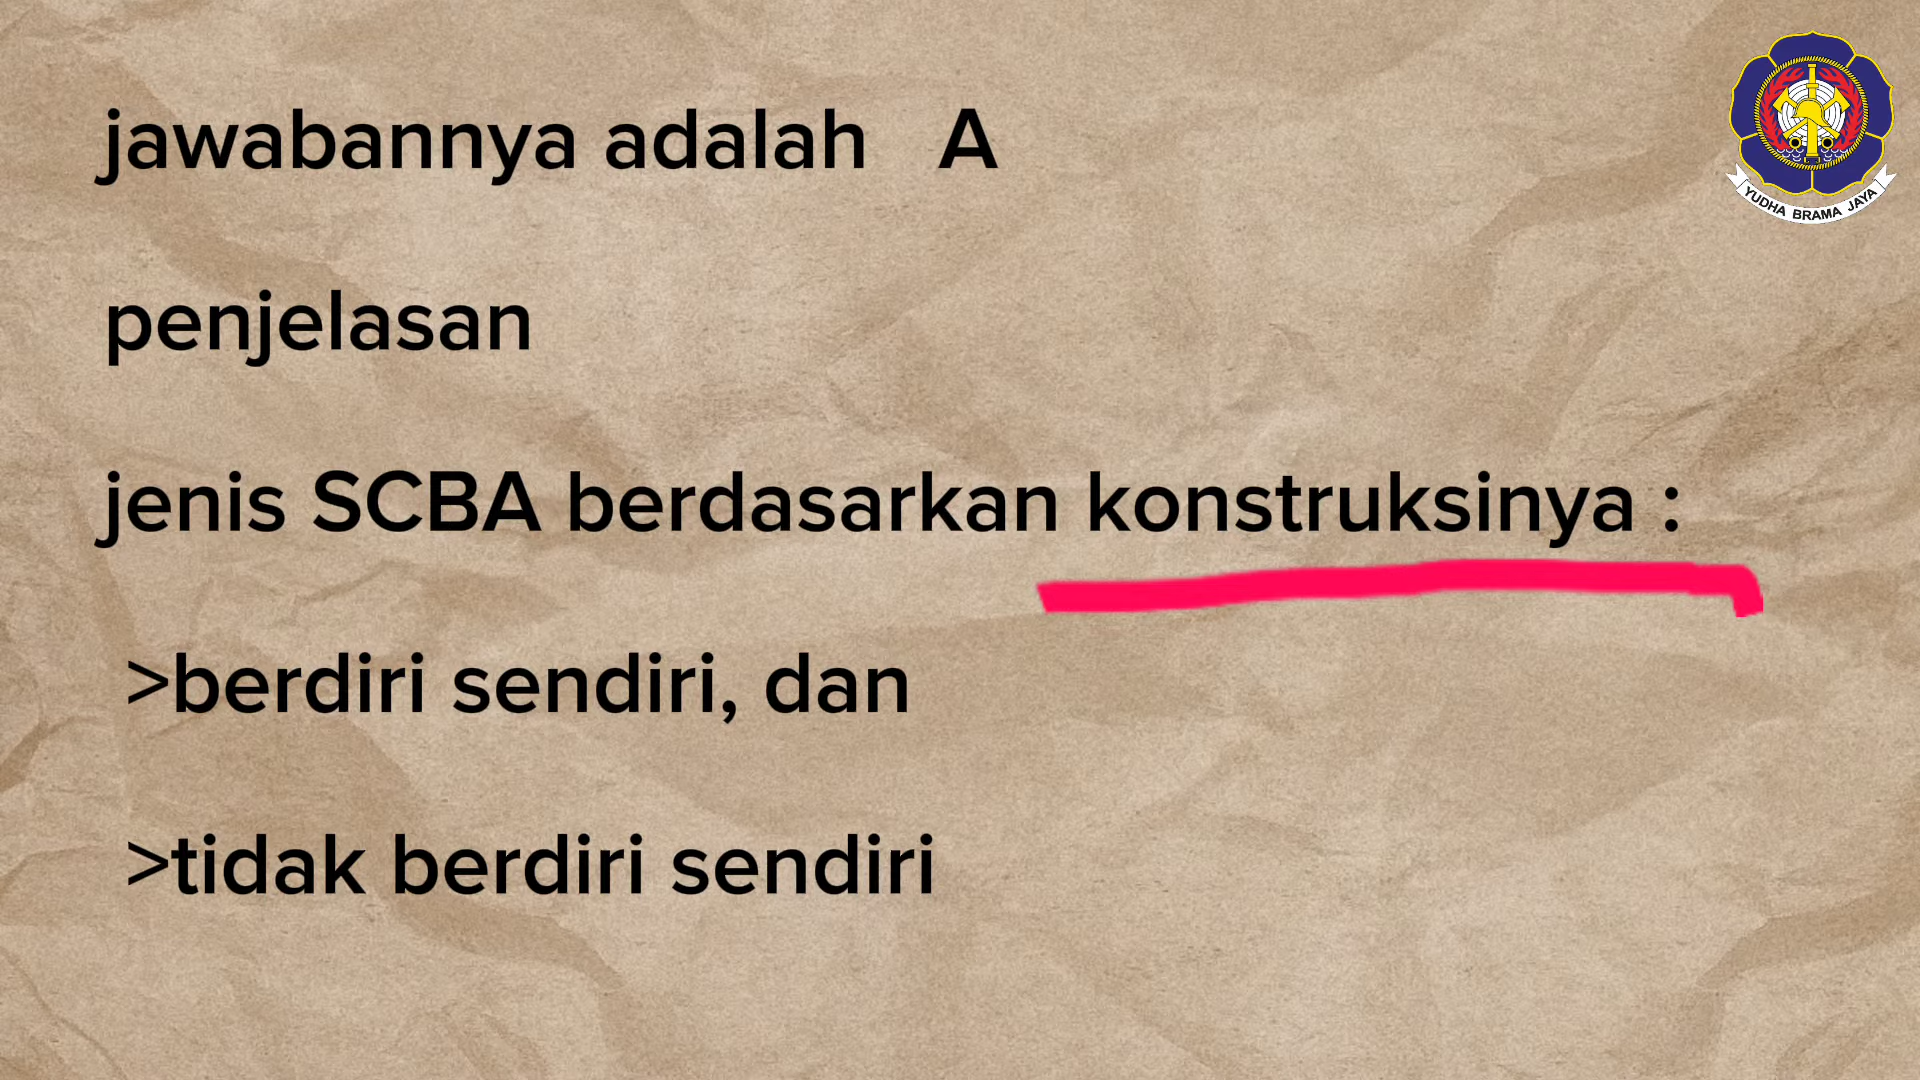 jawabannya adalah A
YUDHA BRAMA JAYA
penjelasan
jenis SCBA berdasarkan konstruksinya :
>berdiri sendiri, dan
>tidak berdiri sendiri